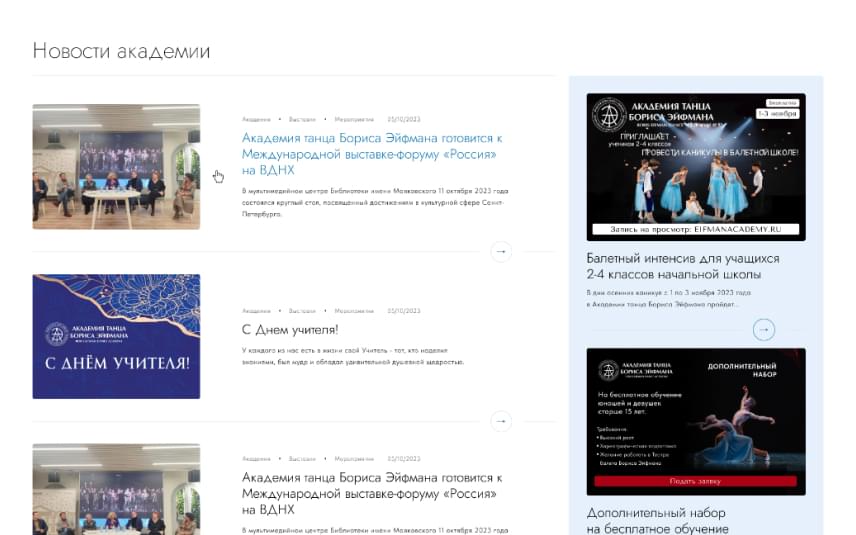 Новости академии
Академия • Выставки • Мероприятия 05/10/2023
Академия танца Бориса Эйфмана готовится к
Международной выставке-форуму «Россия»
на ВДНХ
В мультимедийном центре Библиотеки имени Маяковского 11 октября 2023 года
состоялся круглый стол, посвященный достижениям в культурной сфере Санкт-
Петербурга.
АКАДЕМИЯ ТАНЦА
БОРИСА ЭЙФМАНА
С ДНЁМ УЧИТЕЛЯ!
Академия • Выставки • Мероприятия 05/10/2023
С Днем учителя!
У каждого из нас есть в жизни свой Учитель - тот, кто наделял
знаниями, был мудр и обладал удивительной душевной щедростью.
Академия • Выставки • Мероприятия 05/10/2023
Академия танца Бориса Эйфмана готовится к
Международной выставке-форуму «Россия»
на ВДНХ
В мультимедийном центре Библиотеки имени Маяковского 11 октября 2023 года
АКАДЕМИЯ ТАНЦА
БОРИСА ЭЙФМАНА
Бесплатно
1-3 ноября
ПРИГЛАШАЕТ
учеников 2-4 классов
ПРОВЕСТИ КАНИКУЛЫ В БАЛЕТНОЙ ШКОЛЕ!
Запись на просмотр: EIFMANACADEMY.RU
Балетный интенсив для учащихся
2-4 классов начальной школы
В дни осенних каникул с 1 по 3 ноября 2023 года
в Академии танца Бориса Эйфмана пройдет...
АКАДЕМИЯ ТАНЦА
БОРИСА ЭЙФМАНА
ДОПОЛНИТЕЛЬНЫЙ
НАБОР
На бесплатное обучение
юношей и девушек
старше 15 лет.
Требования:
• Высокий рост
• Хореографическая подготовка
• Желание работать в Театре
балета Бориса Эйфмана
Подать заявку
Дополнительный набор
на бесплатное обучение